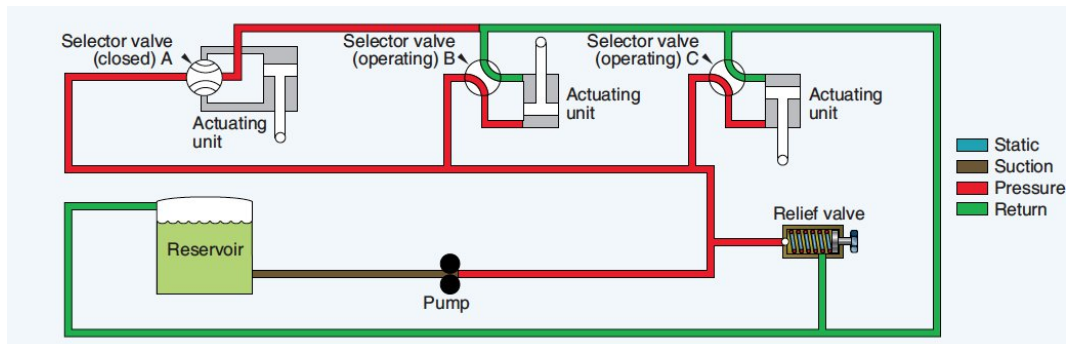 Selector valve
(closed) A
Selector valve
(operating) B
Selector valve
(operating) C
Actuating
unit
Actuating
unit
Actuating
unit
Static
Suction
Pressure
Return
Relief valve
Reservoir
Pump